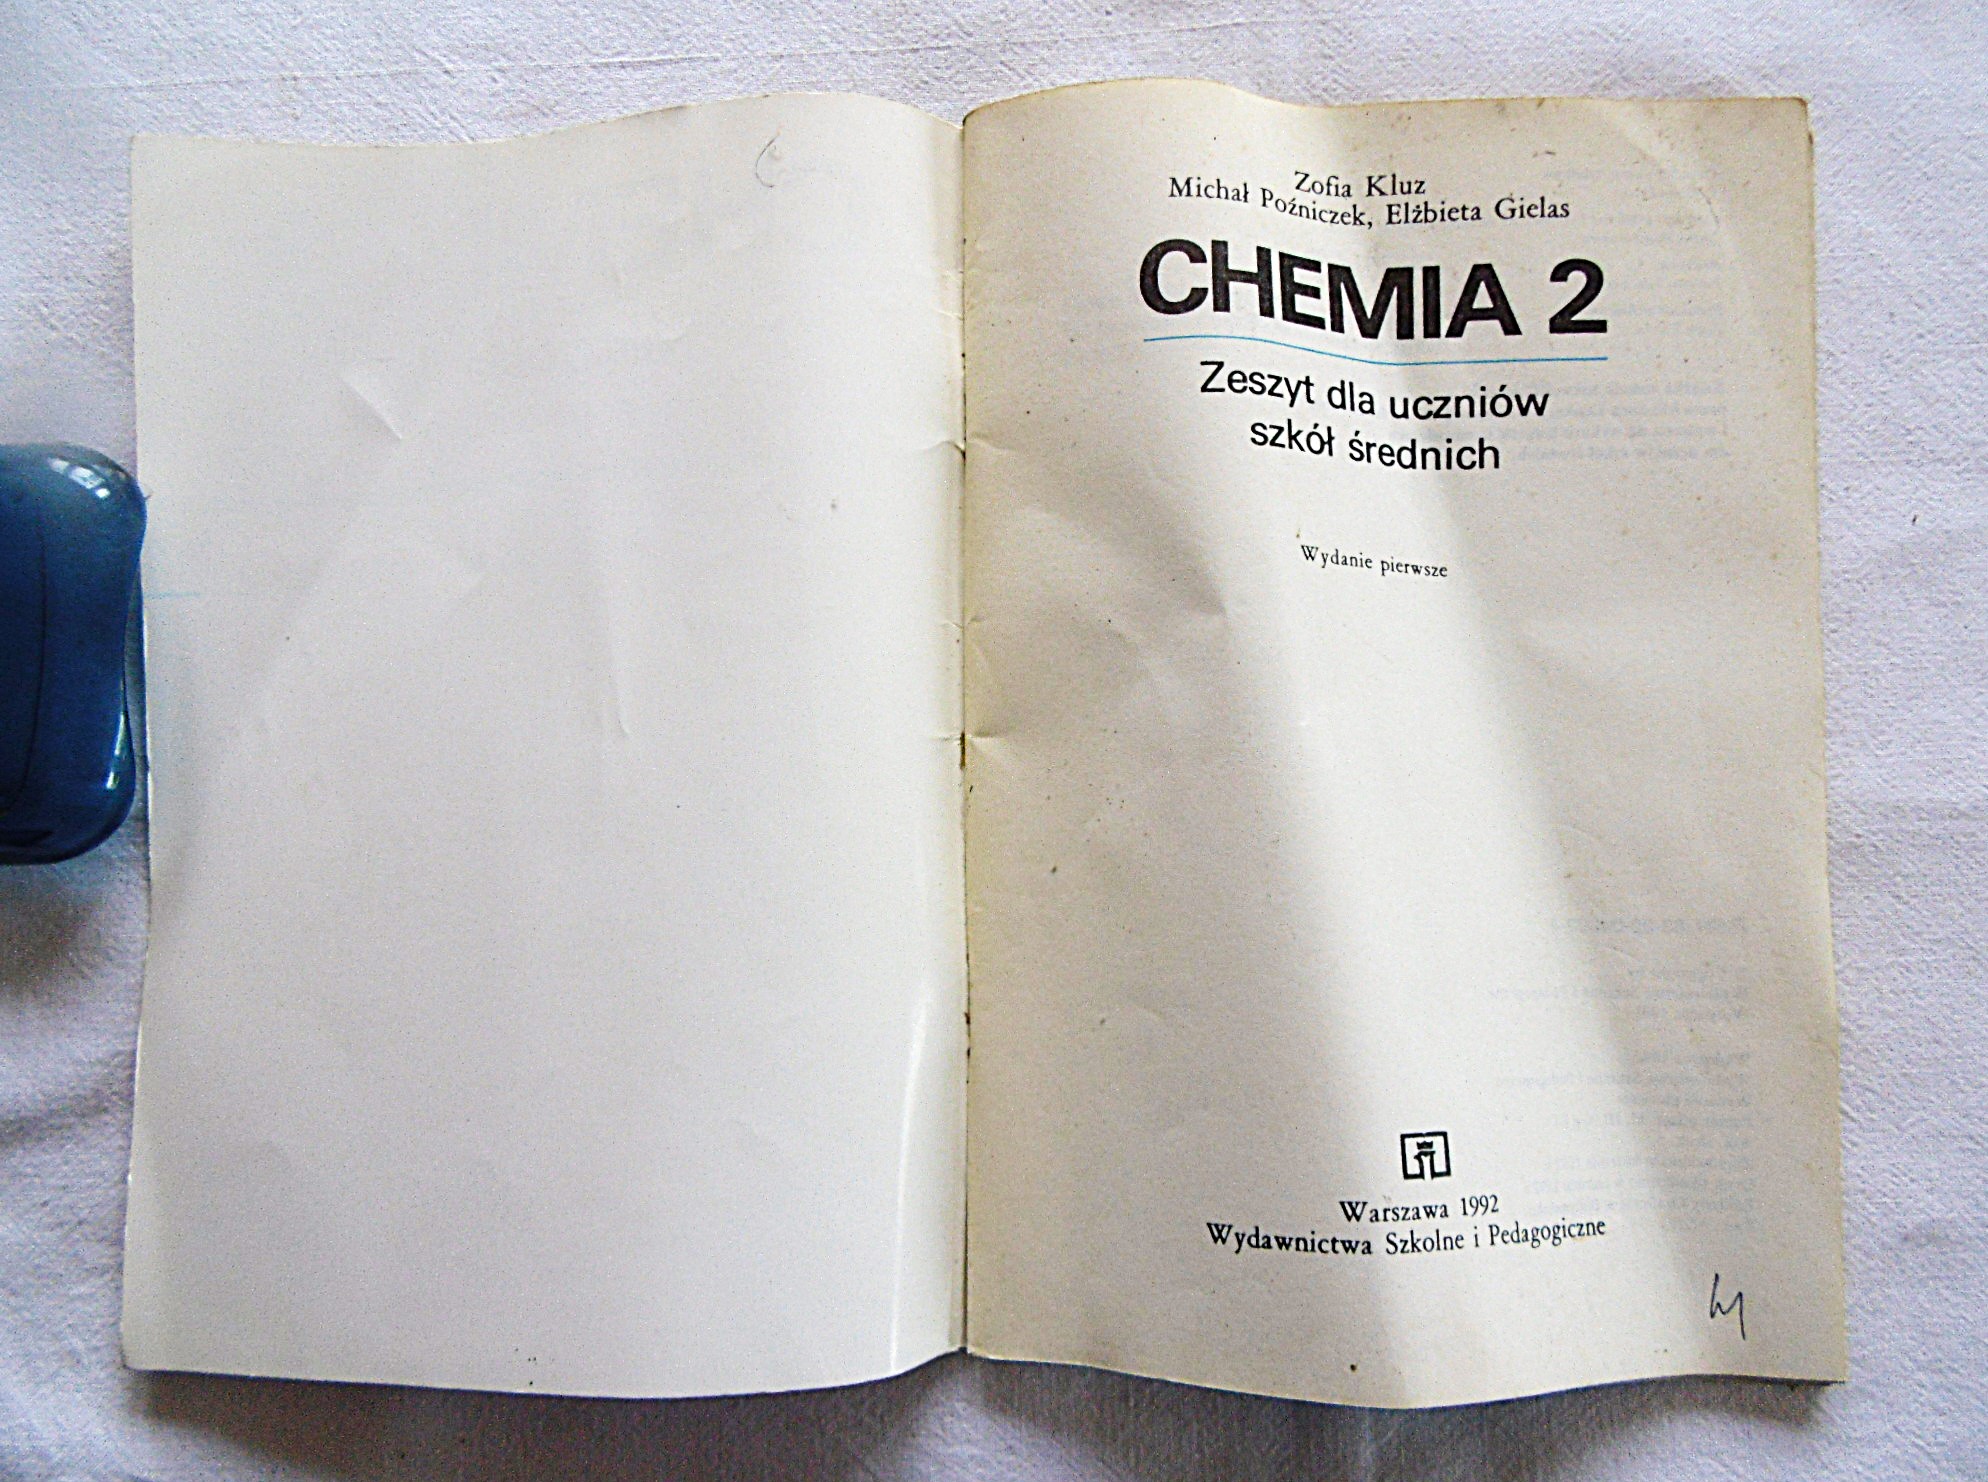 Zofia Kluz
Michał Poźniczek, Elżbieta Gielas
CHEMIA 2
Zeszyt dla uczniów
szkół średnich
Wydanie pierwsze
Warszawa 1992
Wydawnictwa Szkolne i Pedagogiczne